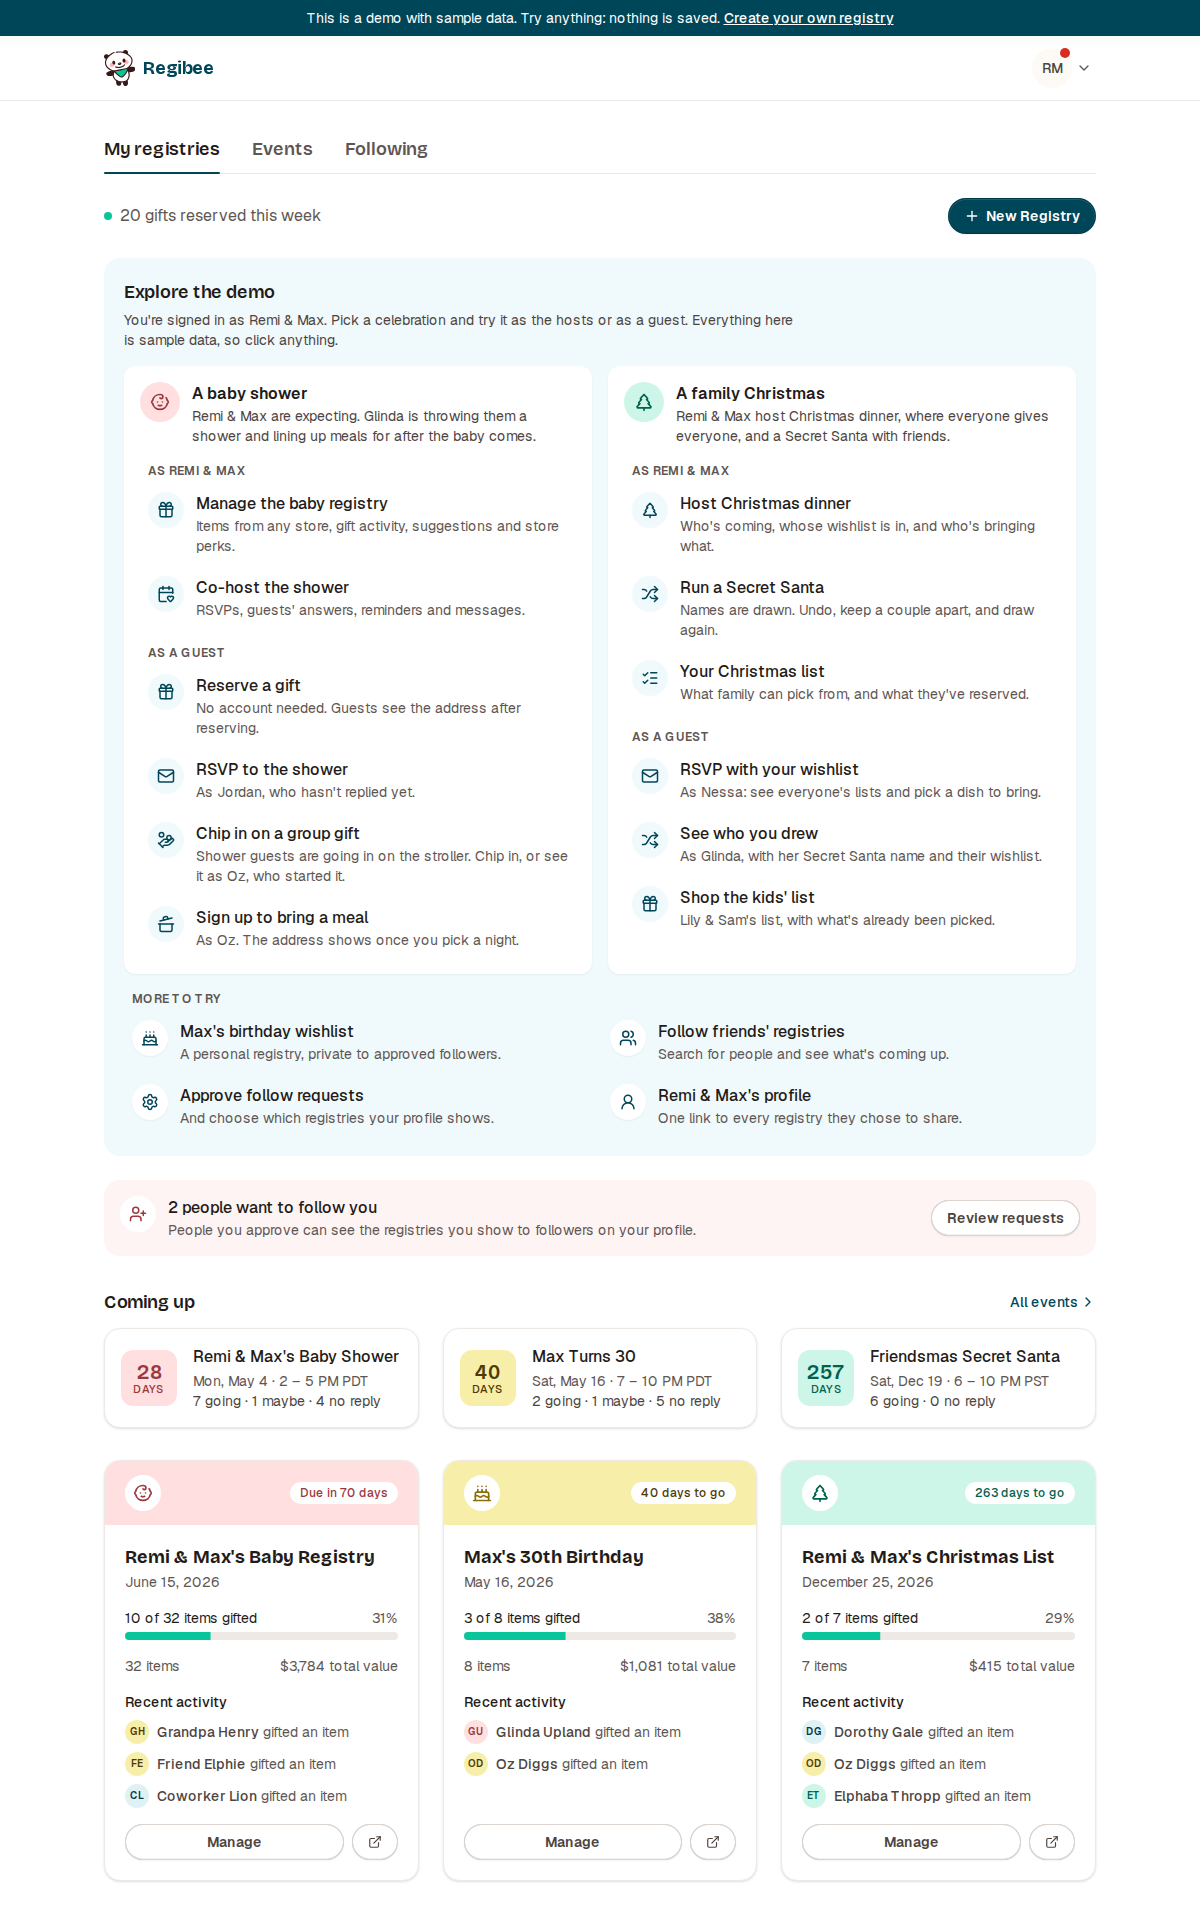 This is a demo with sample data. Try anything: nothing is saved. Create your own registry
Regibee
RM
My registries
Events
Following
20 gifts reserved this week
New Registry
Explore the demo
You're signed in as Remi & Max. Pick a celebration and try it as the hosts or as a guest. Everything here
is sample data, so click anything.
A baby shower
Remi & Max are expecting. Glinda is throwing them a
shower and lining up meals for after the baby comes.
AS REMI & MAX
Manage the baby registry
Items from any store, gift activity, suggestions and store
perks.
Co-host the shower
RSVPs, guests' answers, reminders and messages.
AS A GUEST
Reserve a gift
No account needed. Guests see the address after
reserving.
RSVP to the shower
As Jordan, who hasn't replied yet.
Chip in on a group gift
Shower guests are going in on the stroller. Chip in, or see
it as Oz, who started it.
Sign up to bring a meal
As Oz. The address shows once you pick a night.
A family Christmas
Remi & Max host Christmas dinner, where everyone gives
everyone, and a Secret Santa with friends.
AS REMI & MAX
Host Christmas dinner
Who's coming, whose wishlist is in, and who's bringing
what.
Run a Secret Santa
Names are drawn. Undo, keep a couple apart, and draw
again.
Your Christmas list
What family can pick from, and what they've reserved.
AS A GUEST
RSVP with your wishlist
As Nessa: see everyone's lists and pick a dish to bring.
See who you drew
As Glinda, with her Secret Santa name and their wishlist.
Shop the kids' list
Lily & Sam's list, with what's already been picked.
MORE TO TRY
Max's birthday wishlist
A personal registry, private to approved followers.
Follow friends' registries
Search for people and see what's coming up.
Approve follow requests
And choose which registries your profile shows.
Remi & Max's profile
One link to every registry they chose to share.
2 people want to follow you
People you approve can see the registries you show to followers on your profile.
Review requests
Coming up
All events
28
DAYS
Remi & Max's Baby Shower
Mon, May 4 · 2 – 5 PM PDT
7 going · 1 maybe · 4 no reply
40
DAYS
Max Turns 30
Sat, May 16 · 7 – 10 PM PDT
2 going · 1 maybe · 5 no reply
257
DAYS
Friendsmas Secret Santa
Sat, Dec 19 · 6 – 10 PM PST
6 going · 0 no reply
Due in 70 days
Remi & Max's Baby Registry
June 15, 2026
10 of 32 items gifted
31%
32 items
$3,784 total value
Recent activity
GH
Grandpa Henry gifted an item
FE
Friend Elphie gifted an item
CL
Coworker Lion gifted an item
Manage
40 days to go
Max's 30th Birthday
May 16, 2026
3 of 8 items gifted
38%
8 items
$1,081 total value
Recent activity
GU
Glinda Upland gifted an item
OD
Oz Diggs gifted an item
Manage
263 days to go
Remi & Max's Christmas List
December 25, 2026
2 of 7 items gifted
29%
7 items
$415 total value
Recent activity
DG
Dorothy Gale gifted an item
OD
Oz Diggs gifted an item
ET
Elphaba Thropp gifted an item
Manage